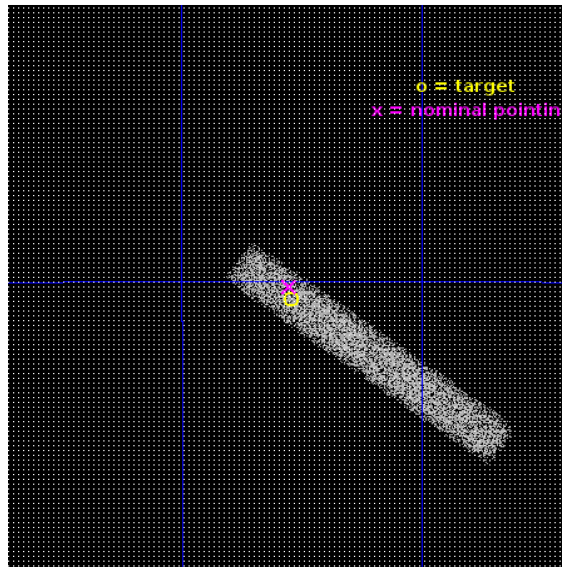 o = target
x = nominal pointin